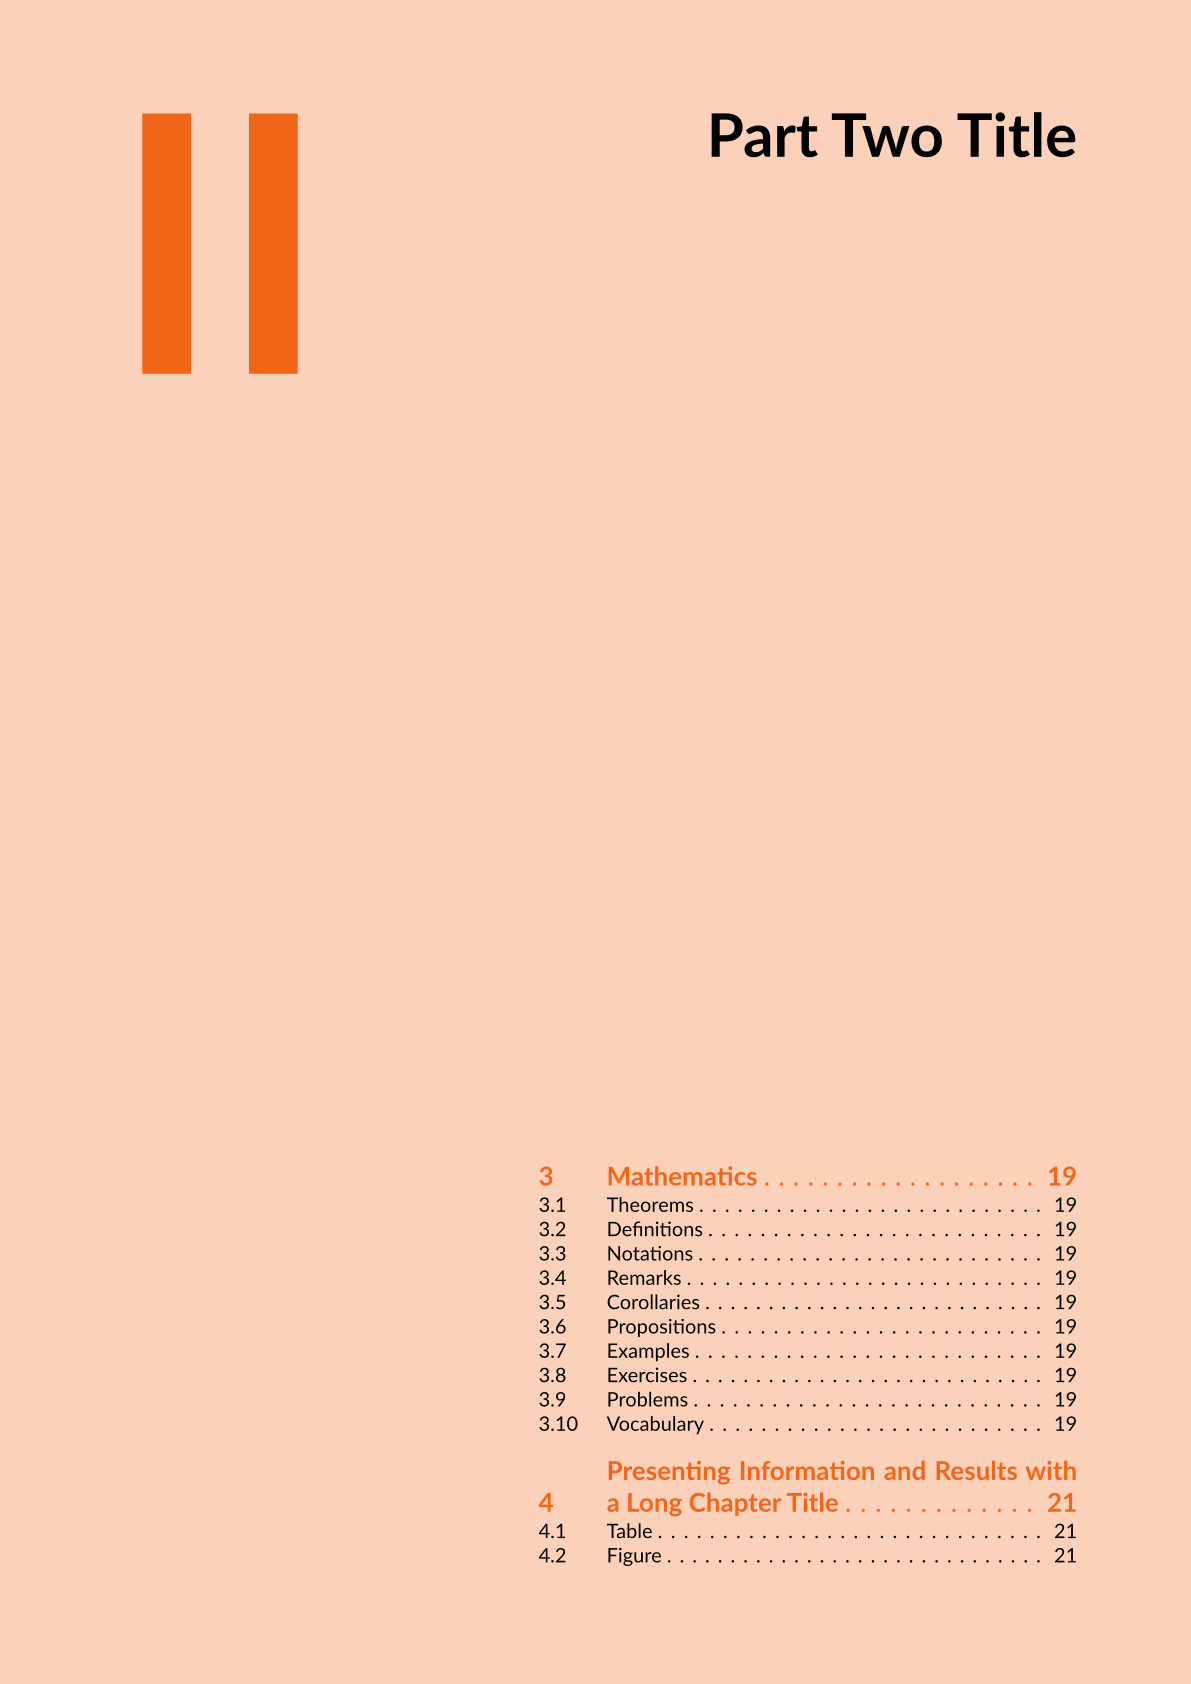 II
Part Two Title
3 Mathematics . . . . . . . . . . . . . . . . . . . 19
3.1 Theorems . . . . . . . . . . . . . . . . . . . . . . . . . . . 19
3.2 Definitions . . . . . . . . . . . . . . . . . . . . . . . . . . 19
3.3 Notations . . . . . . . . . . . . . . . . . . . . . . . . . . . 19
3.4 Remarks . . . . . . . . . . . . . . . . . . . . . . . . . . . . 19
3.5 Corollaries . . . . . . . . . . . . . . . . . . . . . . . . . . . 19
3.6 Propositions . . . . . . . . . . . . . . . . . . . . . . . . . 19
3.7 Examples . . . . . . . . . . . . . . . . . . . . . . . . . . . 19
3.8 Exercises . . . . . . . . . . . . . . . . . . . . . . . . . . . . 19
3.9 Problems . . . . . . . . . . . . . . . . . . . . . . . . . . . 19
3.10 Vocabulary . . . . . . . . . . . . . . . . . . . . . . . . . . 19
Presenting Information and Results with
4 a Long Chapter Title . . . . . . . . . . . . . 21
4.1 Table . . . . . . . . . . . . . . . . . . . . . . . . . . . . . . 21
4.2 Figure . . . . . . . . . . . . . . . . . . . . . . . . . . . . . . 21